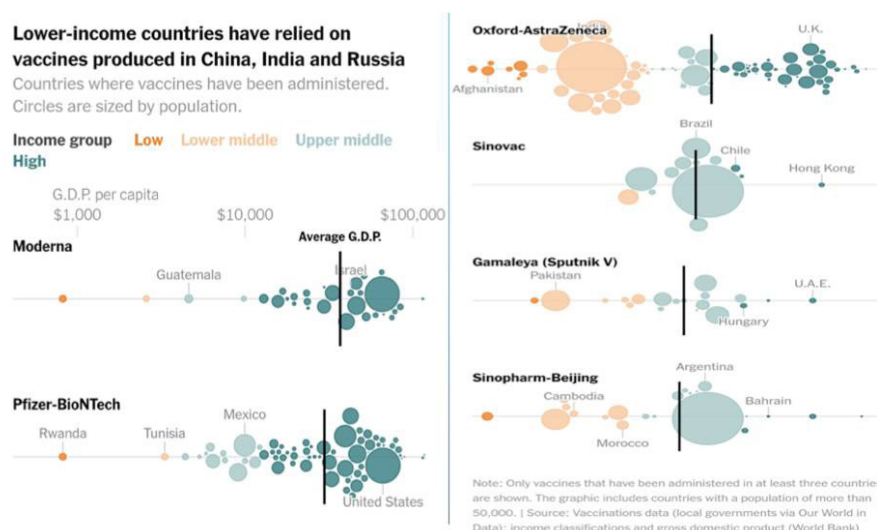 Lower-income countries have relied on
vaccines produced in China, India and Russia
Countries where vaccines have been administered.
Circles are sized by population.
Income group Low Lower middle Upper middle
High
G.D.P. per capita
$1,000 $10,000 $100,000
Average G.D.P.
Moderna
Israel
Guatemala
Pfizer-BioNTech
Mexico
Rwanda Tunisia
United States
India
Oxford-AstraZeneca
U.K.
Afghanistan
Brazil
Sinovac
Chile
Hong Kong
Gamaleya (Sputnik V)
Pakistan
U.A.E.
Hungary
Argentina
Sinopharm-Beijing
Cambodia
Bahrain
Morocco
Note: Only vaccines that have been administered in at least three countrie
are shown. The graphic includes countries with a population of more than
50,000. | Source: Vaccinations data (local governments via Our World in
Data); income classifications and gross domestic product (World Bank)